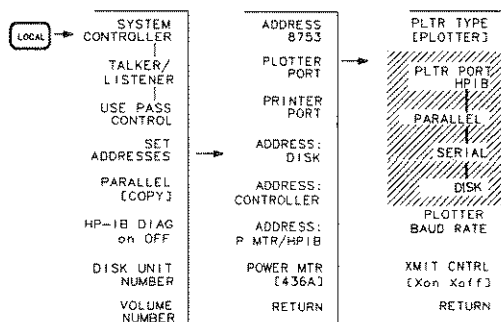 LOCAL
SYSTEM
CONTROLLER
TALKER/
LISTENER
USE PASS
CONTROL
SET
ADDRESSES
PARALLEL
[COPY]
HP-IB DIAG
on OFF
DISK UNIT
NUMBER
VOLUME
NUMBER
ADDRESS
8753
PLOTTER
PORT
PRINTER
PORT
ADDRESS:
DISK
ADDRESS:
CONTROLLER
ADDRESS:
P MTR/HPIB
POWER MTR
[436A]
RETURN
PLTR TYPE
[PLOTTER]
PLTR PORT
HPIB
PARALLEL
SERIAL
DISK
PLOTTER
BAUD RATE
XMIT CNTRL
[Xon Xoff]
RETURN